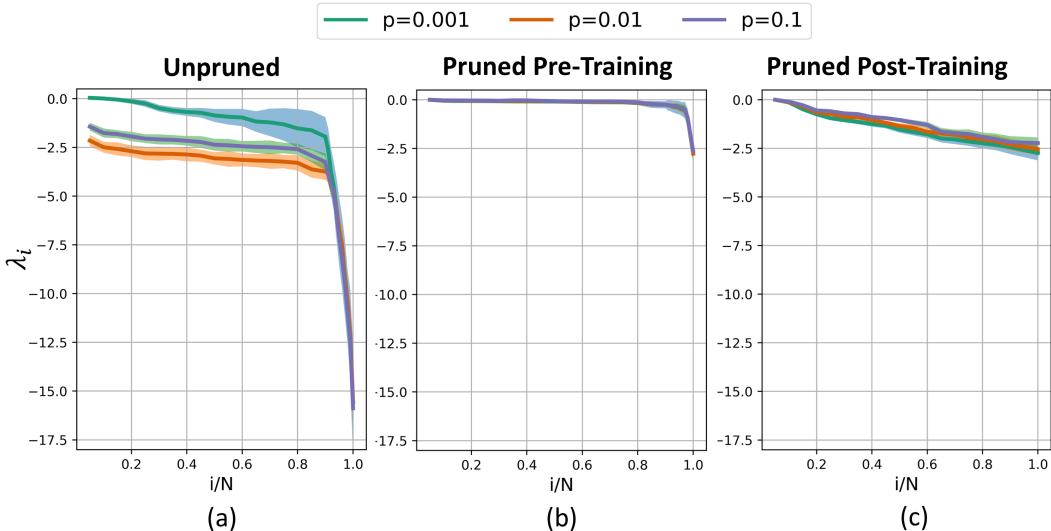 p=0.001 p=0.01 p=0.1
Unpruned Pruned Pre-Training Pruned Post-Training
0.0 0.0 0.0
−2.5 -2.5 −2.5
−5.0 -5.0 −5.0
−7.5 -7.5 −7.5
λi
−10.0 ·10.0 -10.0
−12.5 ·12.5 -12.5
−15.0 ·15.0 -15.0
−17.5 ·17.5 -17.5
0.2 0.4 0.6 0.8 1.0 0.2 0.4 0.6 0.8 1.0 0.2 0.4 0.6 0.8 1.0
i/N i/N i/N
(a) (b) (c)